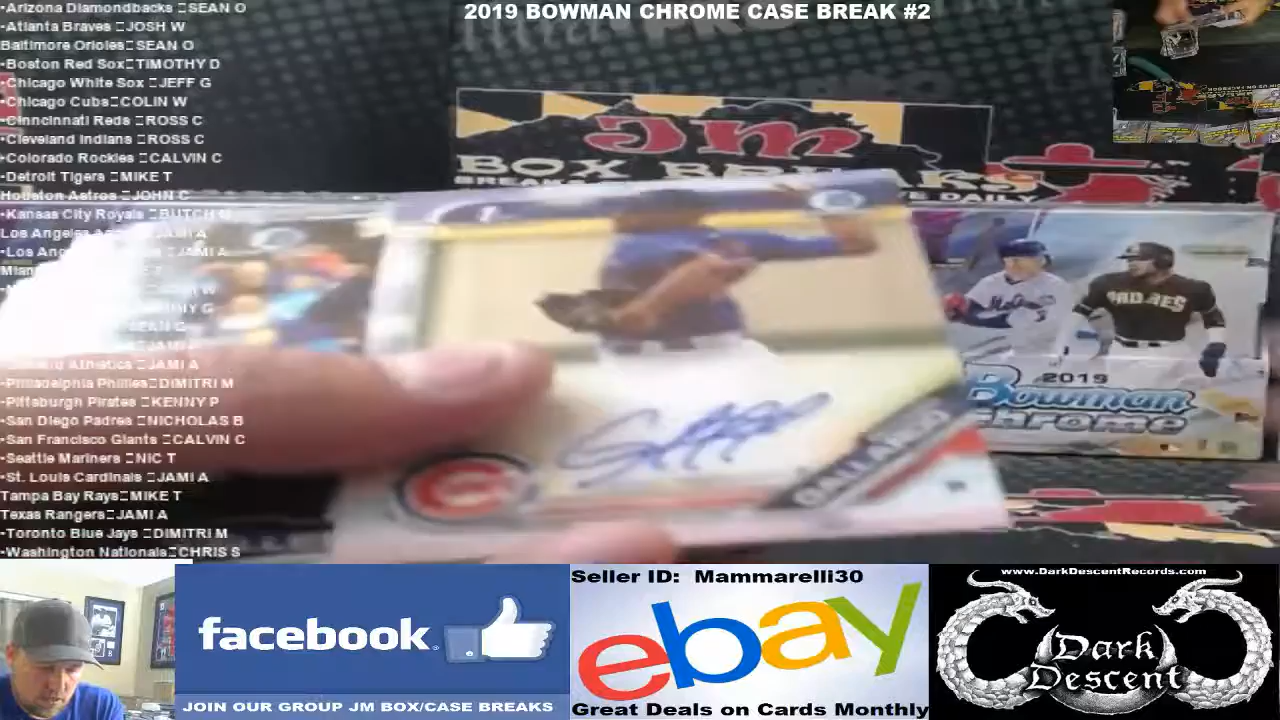 2019 BOWMAN CHROME CASE BREAK #2
•Arizona Diamondbacks □SEAN O
•Atlanta Braves □JOSH W
Baltimore Orioles□SEAN O
•Boston Red Sox□TIMOTHY D
•Chicago White Sox □JEFF G
•Chicago Cubs□COLIN W
•Cinncinnati Reds □ROSS C
•Cleveland Indians □ROSS C
•Colorado Rockies □CALVIN C
•Detroit Tigers □MIKE T
Houston Astros □JOHN C
•Kansas City Royals □BUTCH
Los Angeles
•Los □JAMI A
Athletics □JAMI A
•Philadelphia Phillies□DIMITRI M
•Pittsburgh Pirates □KENNY P
•San Diego Padres □NICHOLAS B
•San Francisco Giants □CALVIN C
•Seattle Mariners □NIC T
•St. Louis Cardinals □JAMI A
Tampa Bay Rays□MIKE T
Texas Rangers□JAMI A
•Toronto Blue Jays □DIMITRI M
•Washington Nationals□CHRIS S
JM
BOX BREAKS
DAILY
GALLARDO
PADRES
2019
Bowman
chrome
facebook
JOIN OUR GROUP JM BOX/CASE BREAKS
Seller ID: Mammarelli30
ebay
Great Deals on Cards Monthly
www.DarkDescentRecords.com
Dark
Descent